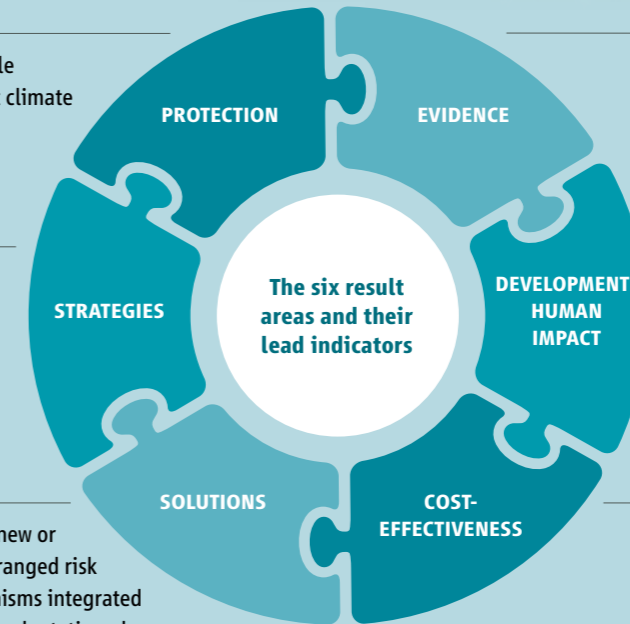 climate
PROTECTION
EVIDENCE
STRATEGIES
The six result
areas and their
lead indicators
DEVELOPMENT
HUMAN
IMPACT
SOLUTIONS
COST-
EFFECTIVENESS
new or
ranged risk
nisms integrated